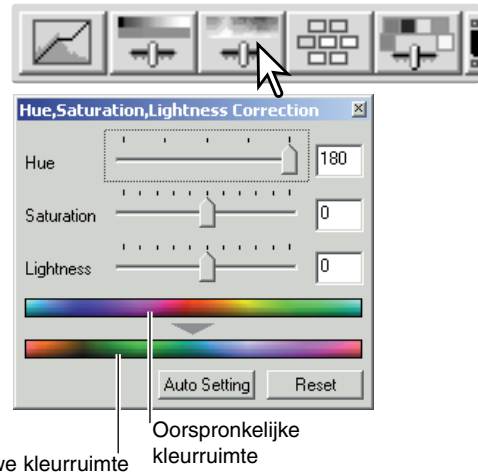 Hue,Saturation,Lightness Correction
Hue 180
Saturation 0
Lightness 0
Auto Setting Reset
Oorspronkelijke
kleurruimte
kleurruimte